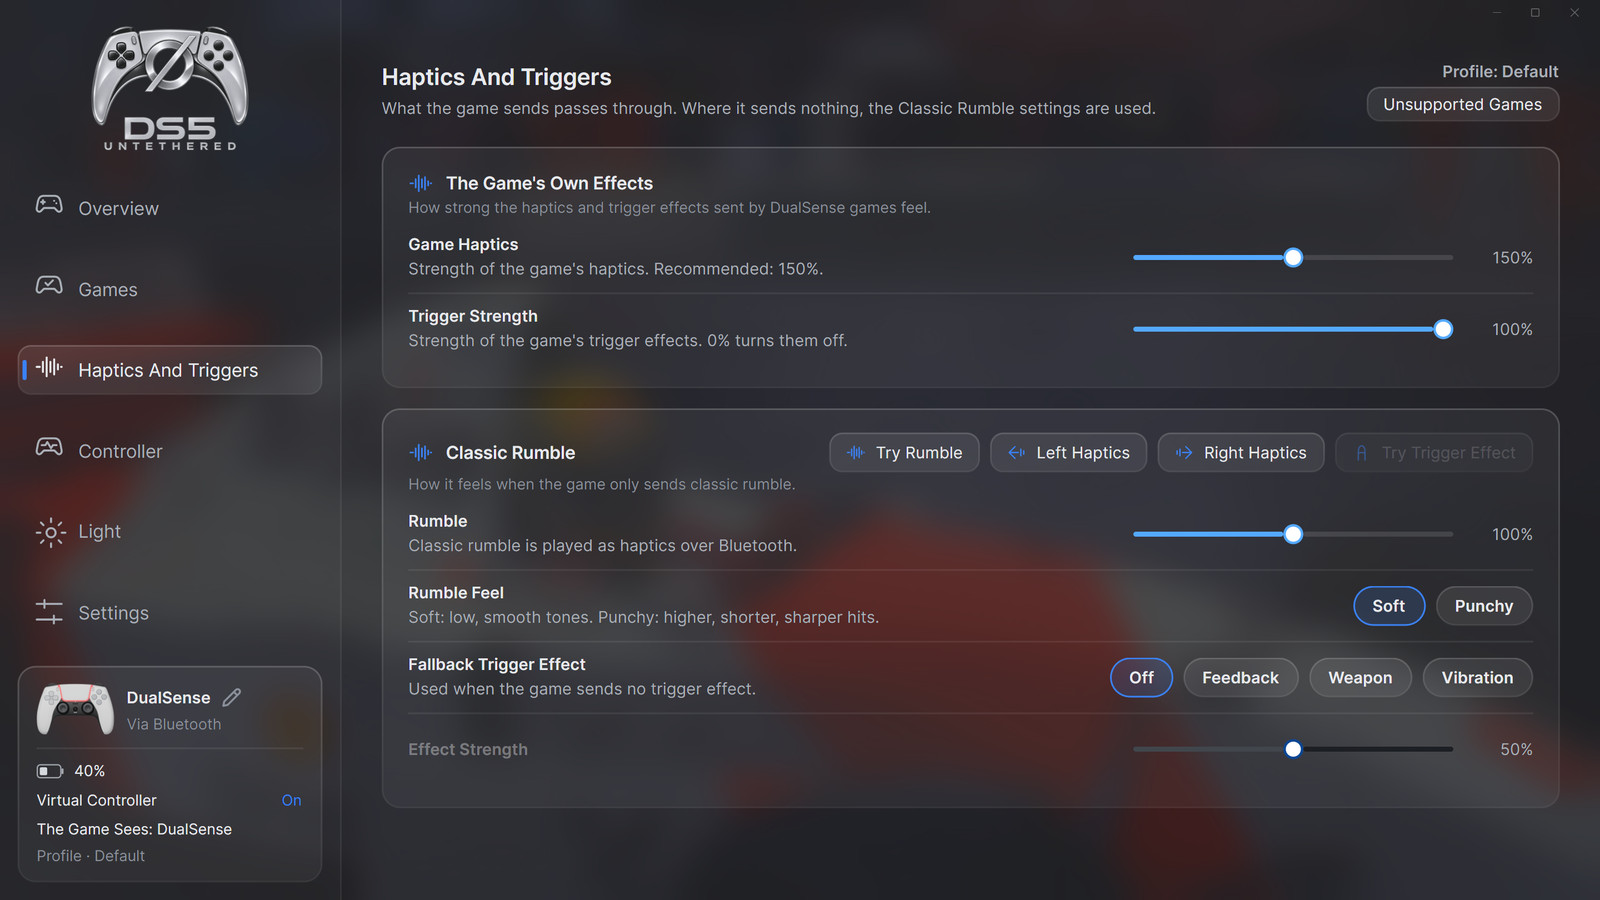 DS5
UNTETHERED
Overview
Games
Haptics And Triggers
Controller
Light
Settings
DualSense
Via Bluetooth
40%
Virtual Controller On
The Game Sees: DualSense
Profile · Default
Haptics And Triggers
What the game sends passes through. Where it sends nothing, the Classic Rumble settings are used.
Profile: Default
Unsupported Games
The Game's Own Effects
How strong the haptics and trigger effects sent by DualSense games feel.
Game Haptics
Strength of the game's haptics. Recommended: 150%.
150%
Trigger Strength
Strength of the game's trigger effects. 0% turns them off.
100%
Classic Rumble
Try Rumble
Left Haptics
Right Haptics
Try Trigger Effect
How it feels when the game only sends classic rumble.
Rumble
Classic rumble is played as haptics over Bluetooth.
100%
Rumble Feel
Soft: low, smooth tones. Punchy: higher, shorter, sharper hits.
Soft
Punchy
Fallback Trigger Effect
Used when the game sends no trigger effect.
Off
Feedback
Weapon
Vibration
Effect Strength
50%